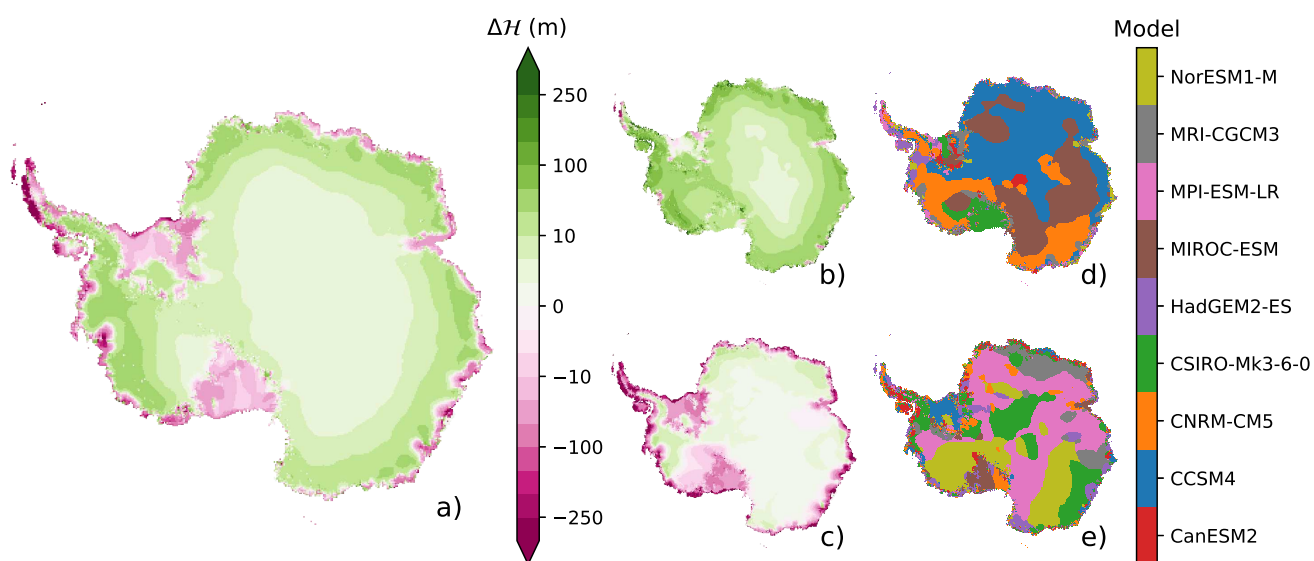 Δℋ (m)
250
100
10
0
−10
−100
−250
a)
b)
c)
d)
e)
Model
NorESM1-M
MRI-CGCM3
MPI-ESM-LR
MIROC-ESM
HadGEM2-ES
CSIRO-Mk3-6-0
CNRM-CM5
CCSM4
CanESM2